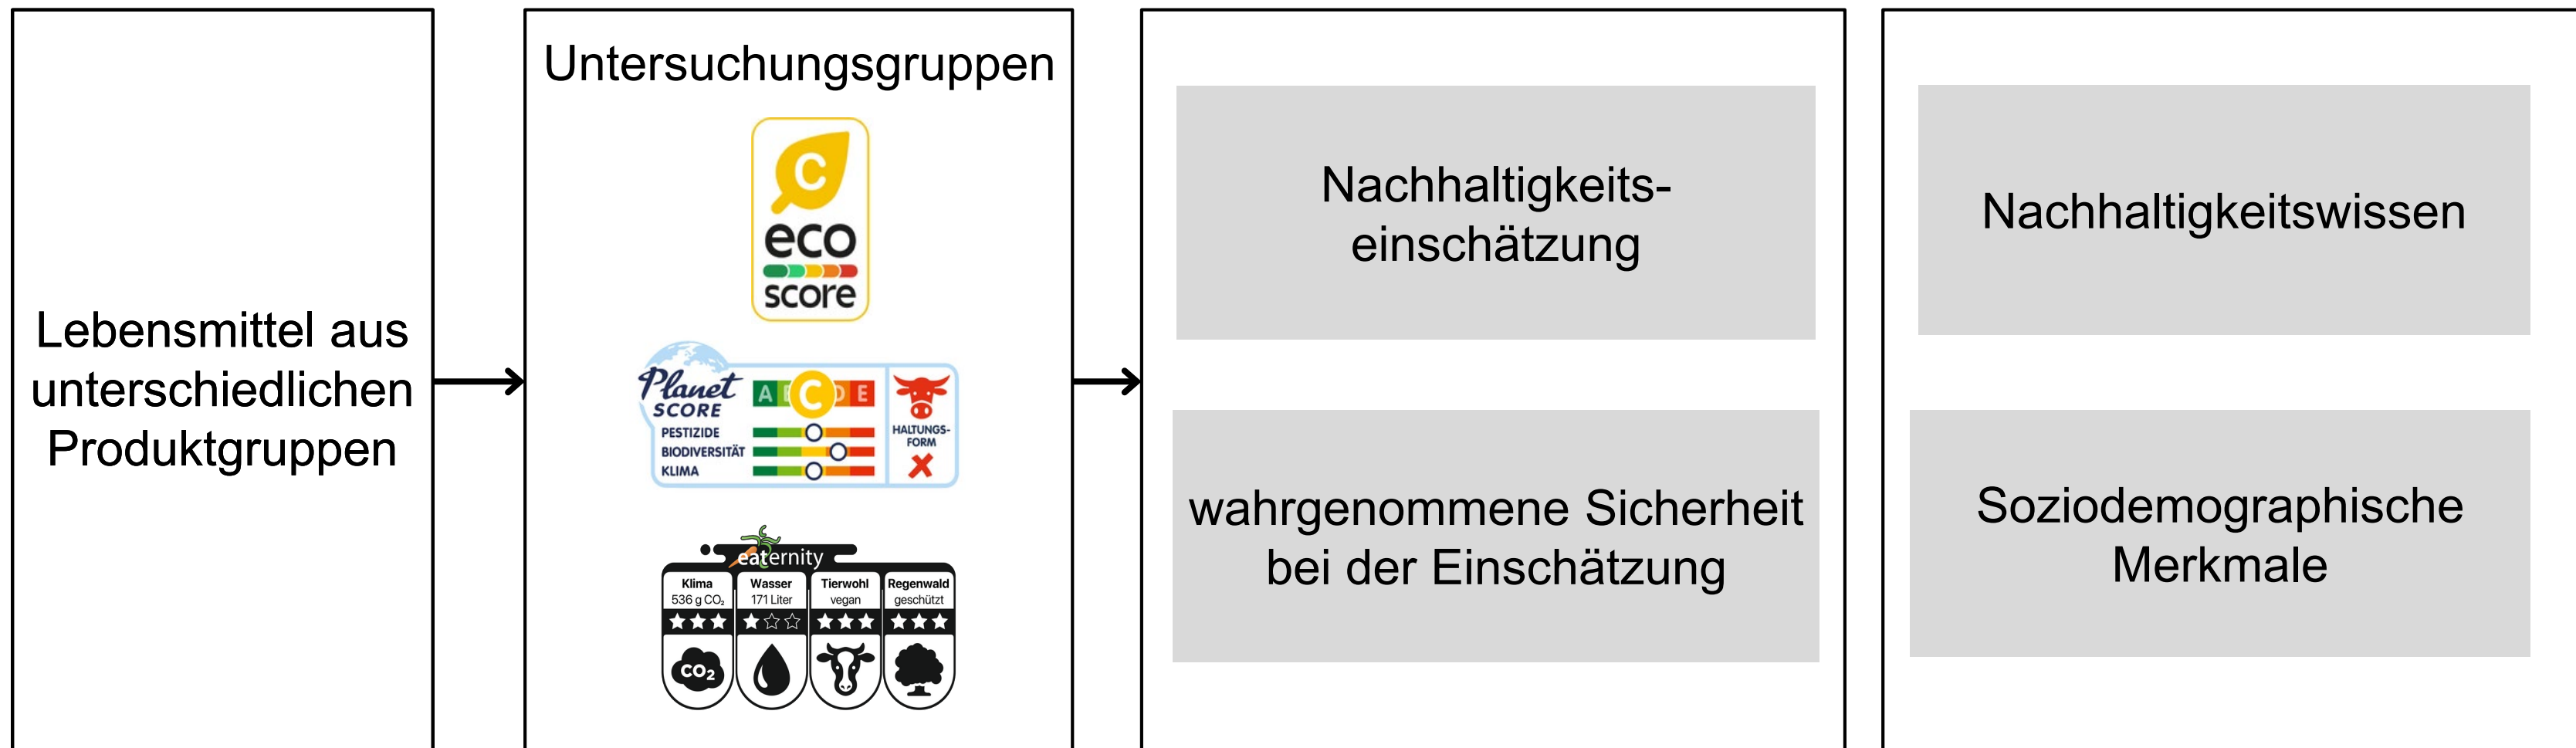 Lebensmittel aus
unterschiedlichen
Produktgruppen
Untersuchungsgruppen
C
eco
score
Planet
SCORE
A C D E
PESTIZIDE
BIODIVERSITÄT
KLIMA
HALTUNGS-
FORM
eaternity
Klima
536 g CO₂
Wasser
171 Liter
Tierwohl
vegan
Regenwald
geschützt
CO₂
Nachhaltigkeits-
einschätzung
wahrgenommene Sicherheit
bei der Einschätzung
Nachhaltigkeitswissen
Soziodemographische
Merkmale